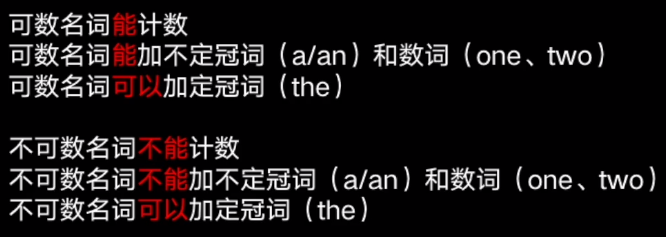 可数名词能计数
可数名词能加不定冠词（a/an）和数词（one、two）
可数名词可以加定冠词（the）
不可数名词不能计数
不可数名词不能加不定冠词（a/an）和数词（one、two）
不可数名词可以加定冠词（the）